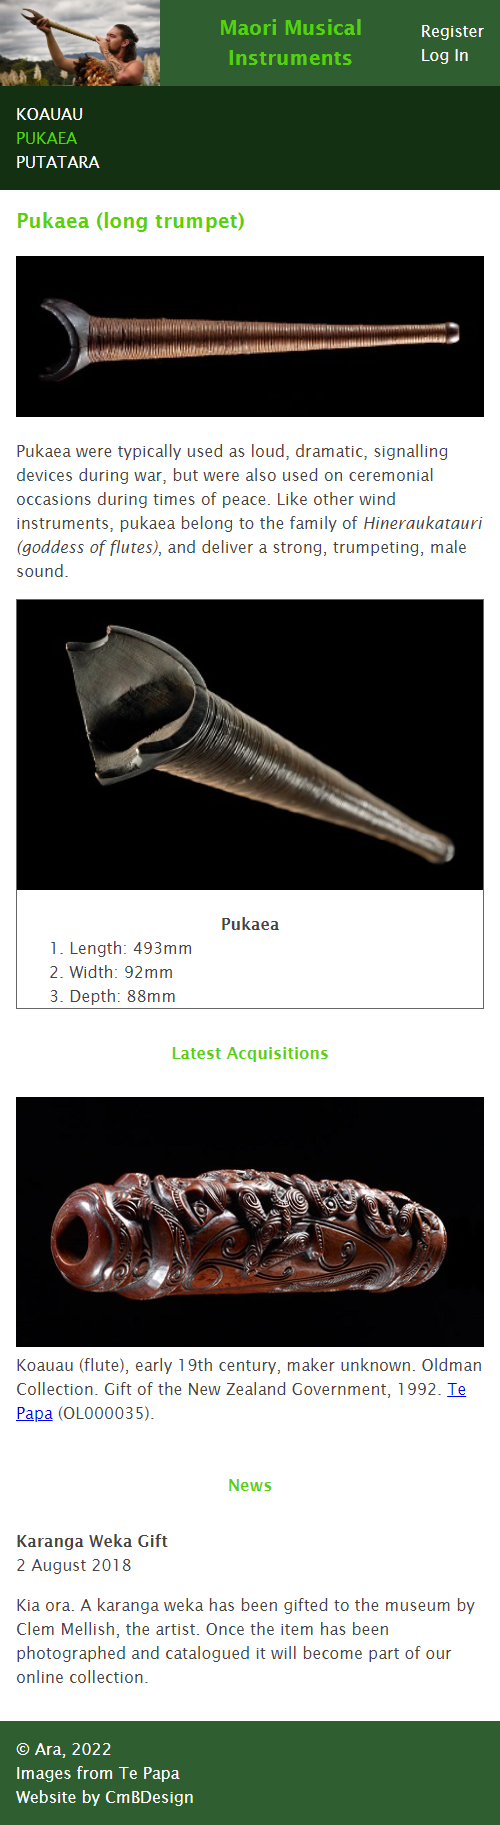 Maori Musical
Instruments
Register
Log In
KOAUAU
PUKAEA
PUTATARA
Pukaea (long trumpet)
Pukaea were typically used as loud, dramatic, signalling
devices during war, but were also used on ceremonial
occasions during times of peace. Like other wind
instruments, pukaea belong to the family of Hineraukatauri
(goddess of flutes), and deliver a strong, trumpeting, male
sound.
Pukaea
1. Length: 493mm
2. Width: 92mm
3. Depth: 88mm
Latest Acquisitions
Koauau (flute), early 19th century, maker unknown. Oldman
Collection. Gift of the New Zealand Government, 1992. Te
Papa (OL000035).
News
Karanga Weka Gift
2 August 2018
Kia ora. A karanga weka has been gifted to the museum by
Clem Mellish, the artist. Once the item has been
photographed and catalogued it will become part of our
online collection.
© Ara, 2022
Images from Te Papa
Website by CmBDesign